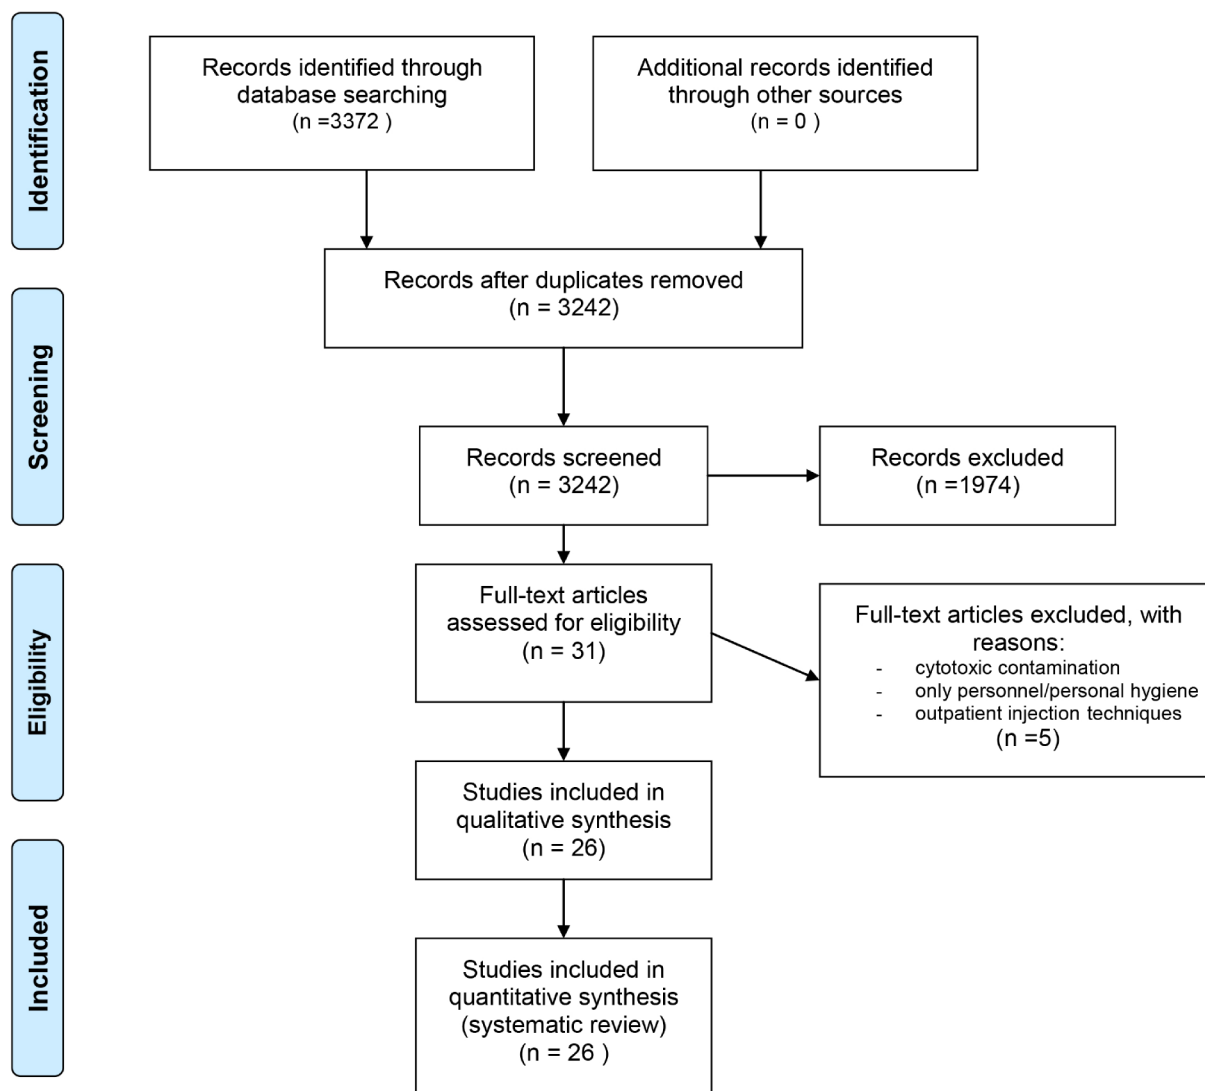 Identification
Records identified through
database searching
(n =3372 )
Additional records identified
through other sources
(n = 0 )
Records after duplicates removed
(n = 3242)
Screening
Records screened
(n = 3242)
Records excluded
(n =1974)
Eligibility
Full-text articles
assessed for eligibility
(n = 31)
Full-text articles excluded, with
reasons:
- cytotoxic contamination
- only personnel/personal hygiene
- outpatient injection techniques
(n =5)
Studies included in
qualitative synthesis
(n = 26)
Included
Studies included in
quantitative synthesis
(systematic review)
(n = 26 )